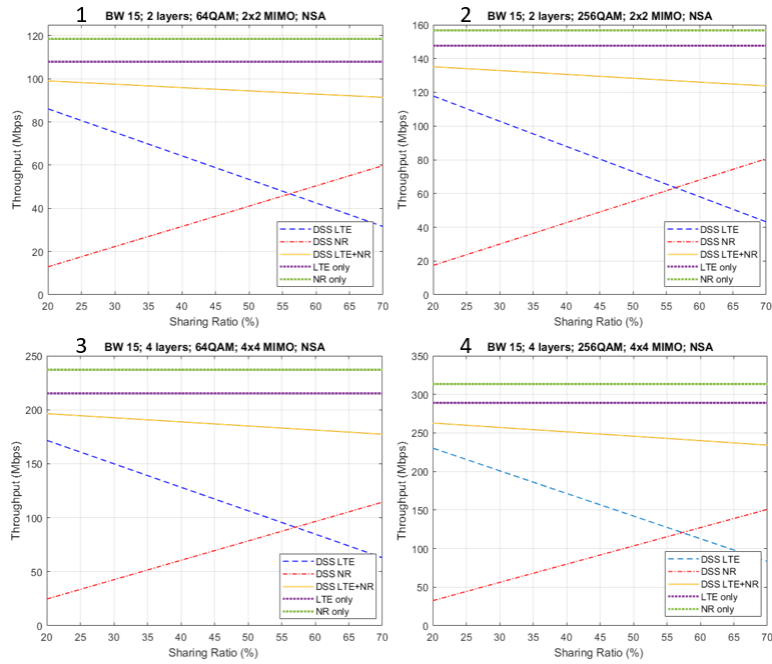 1
BW 15; 2 layers; 64QAM; 2x2 MIMO; NSA
120
100
80
60
40
20
0
Throughput (Mbps)
DSS LTE
DSS NR
DSS LTE+NR
LTE only
NR only
20 25 30 35 40 45 50 55 60 65 70
Sharing Ratio (%)
2
BW 15; 2 layers; 256QAM; 2x2 MIMO; NSA
160
140
120
100
80
60
40
20
0
Throughput (Mbps)
DSS LTE
DSS NR
DSS LTE+NR
LTE only
NR only
20 25 30 35 40 45 50 55 60 65 70
Sharing Ratio (%)
3
BW 15; 4 layers; 64QAM; 4x4 MIMO; NSA
250
200
150
100
50
0
Throughput (Mbps)
DSS LTE
DSS NR
DSS LTE+NR
LTE only
NR only
20 25 30 35 40 45 50 55 60 65 70
Sharing Ratio (%)
4
BW 15; 4 layers; 256QAM; 4x4 MIMO; NSA
350
300
250
200
150
100
50
0
Throughput (Mbps)
DSS LTE
DSS NR
DSS LTE+NR
LTE only
NR only
20 25 30 35 40 45 50 55 60 65 70
Sharing Ratio (%)